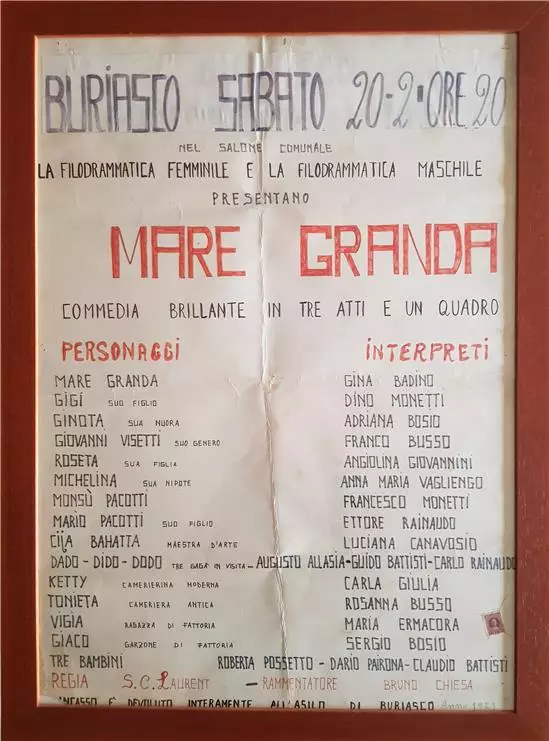 BURIASCO SABATO 20-2•ORE 20
NEL SALONE COMUNALE
LA FILODRAMMATICA FEMMINILE E LA FILODRAMMATICA MASCHILE
PRESENTANO
MARE GRANDA
COMMEDIA BRILLANTE IN TRE ATTI E UN QUADRO
PERSONAGGI INTERPRETI
MARE GRANDA GINA BADINO
GIGÍ SUO FIGLIO DINO MONETTI
GINOTA SUA NUORA ADRIANA BOSIO
GIOVANNI VISETTI SUO GENERO FRANCO BUSSO
ROSETA SUA FIGLIA ANGIOLINA GIOVANNINI
MICHELINA SUA NIPOTE ANNA MARIA VAGLIENGO
MONSÙ PACOTTI FRANCESCO MONETTI
MARIO PACOTTI SUO FIGLIO ETTORE RAINAUDO
BAHATTA MAESTRA D'ARTE LUCIANA CANAVOSIO
DADO - DIDO - DODO TRE GAGÀ IN VISITA - AUGUSTO ALLASIA-GUIDO BATTISTI-CARLO RAINAUDO
KETTY CAMERIERINA MODERNA CARLA GIULIA
TONIETA CAMERIERA ANTICA ROSANNA BUSSO
VIGIA RAGAZZA DI FATTORIA MARIA ERMACORA
GIACO GARZONE DI FATTORIA SERGIO BOSIO
TRE BAMBINI ROBERTA POSSETTO - DARIO PAIRONA-CLAUDIO BATTISTI
REGIA S.C. LAURENT - RAMMENTATORE BRUNO CHIESA
INCASSO È DEVOLUTO INTERAMENTE ALL'ASILO DI BURIASCO Anno